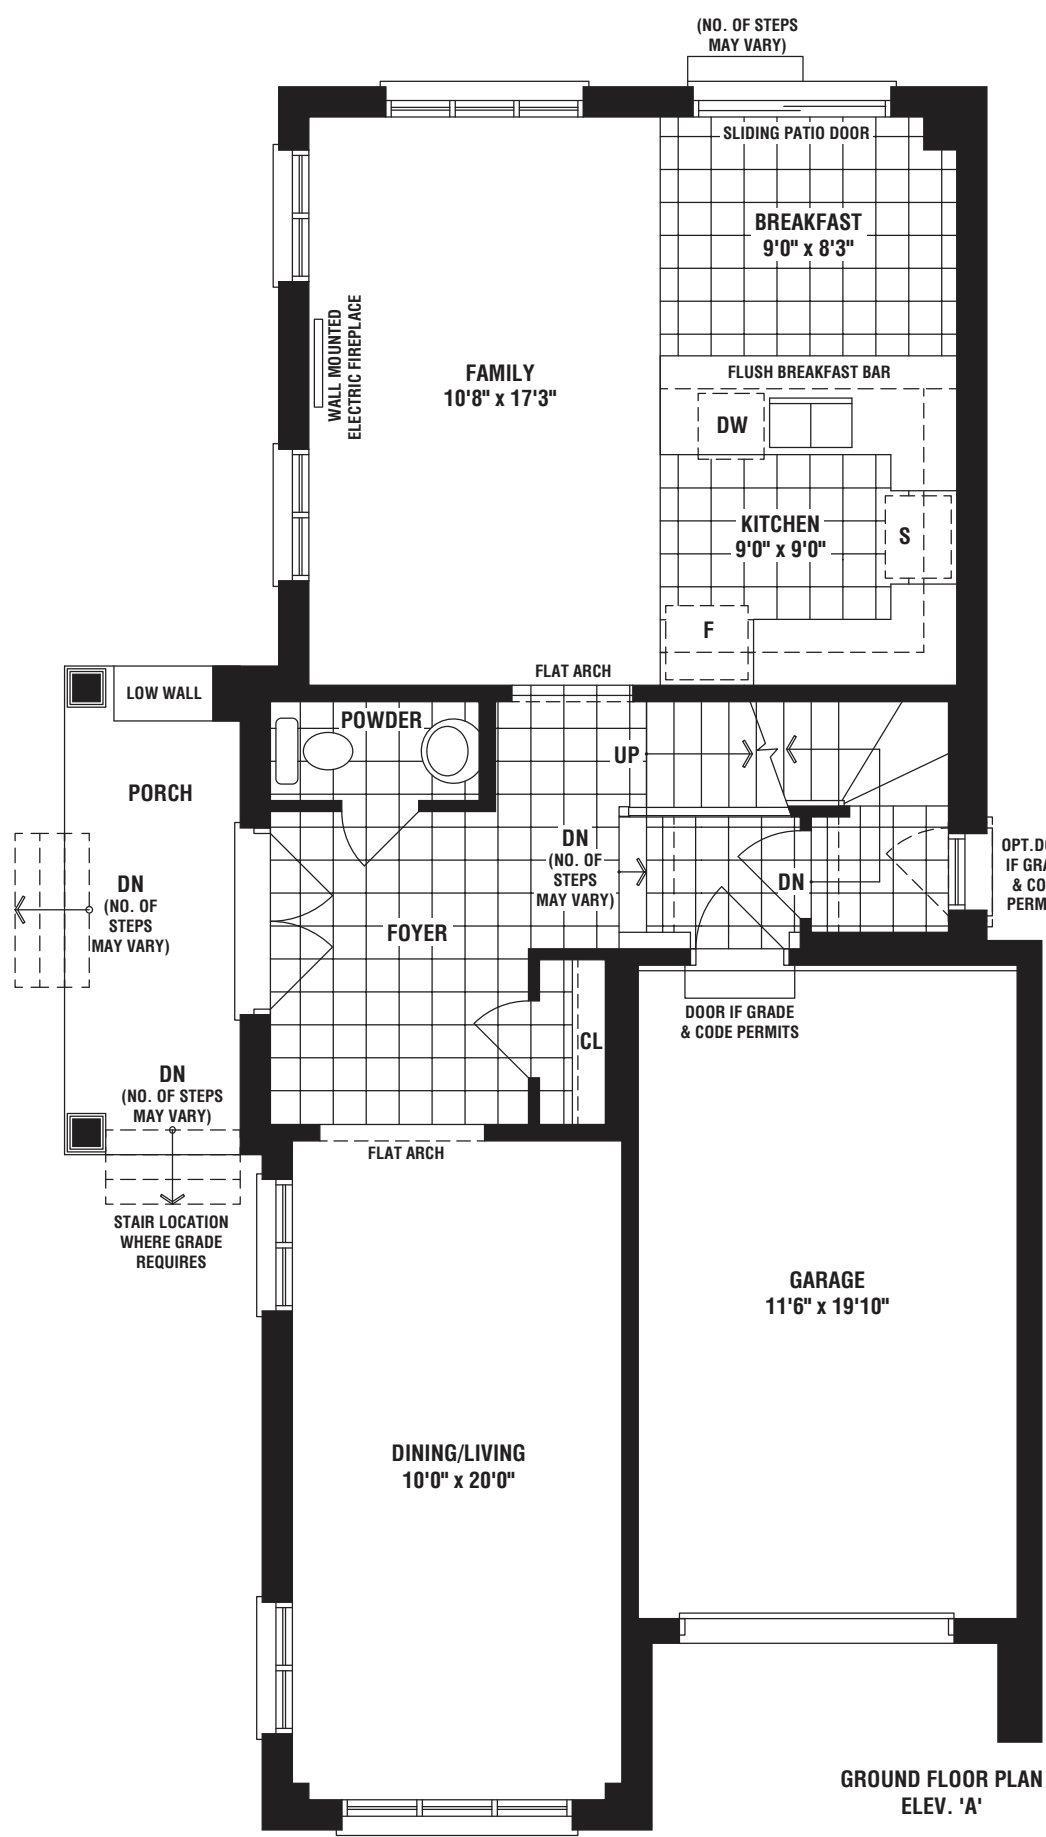 (NO. OF STEPS
MAY VARY)
SLIDING PATIO DOOR
BREAKFAST
9'0" x 8'3"
WALL MOUNTED
ELECTRIC FIREPLACE
FAMILY
10'8" x 17'3"
FLUSH BREAKFAST BAR
DW
KITCHEN
9'0" x 9'0"
S
F
FLAT ARCH
LOW WALL
POWDER
UP
PORCH
DN
(NO. OF
STEPS
MAY VARY)
DN
(NO. OF
STEPS
MAY VARY)
DN
OPT.
IF
& CO
PERM
FOYER
DOOR IF GRADE
& CODE PERMITS
CL
DN
(NO. OF STEPS
MAY VARY)
FLAT ARCH
STAIR LOCATION
WHERE GRADE
REQUIRES
GARAGE
11'6" x 19'10"
DINING/LIVING
10'0" x 20'0"
GROUND FLOOR PLAN
ELEV. 'A'